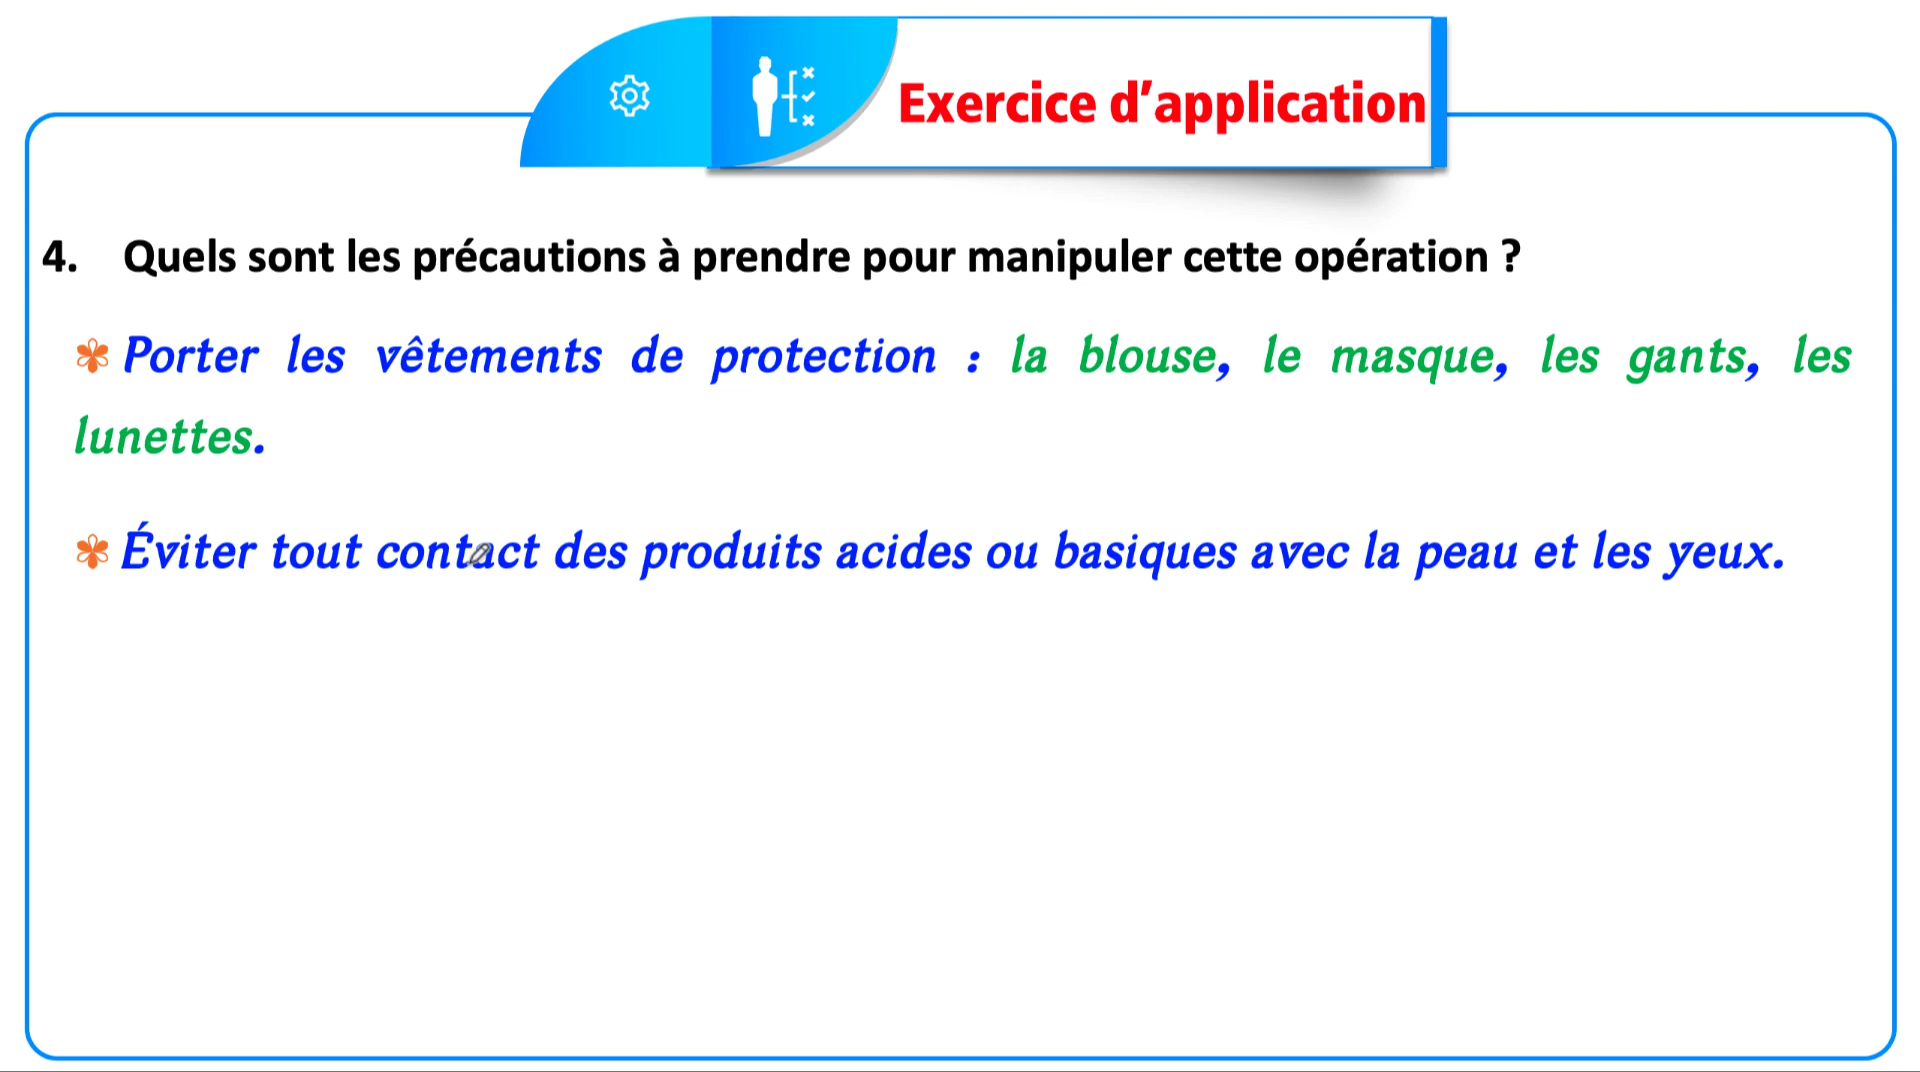 Exercice d’application
4. Quels sont les précautions à prendre pour manipuler cette opération ?
Porter les vêtements de protection : la blouse, le masque, les gants, les
lunettes.
Éviter tout contact des produits acides ou basiques avec la peau et les yeux.